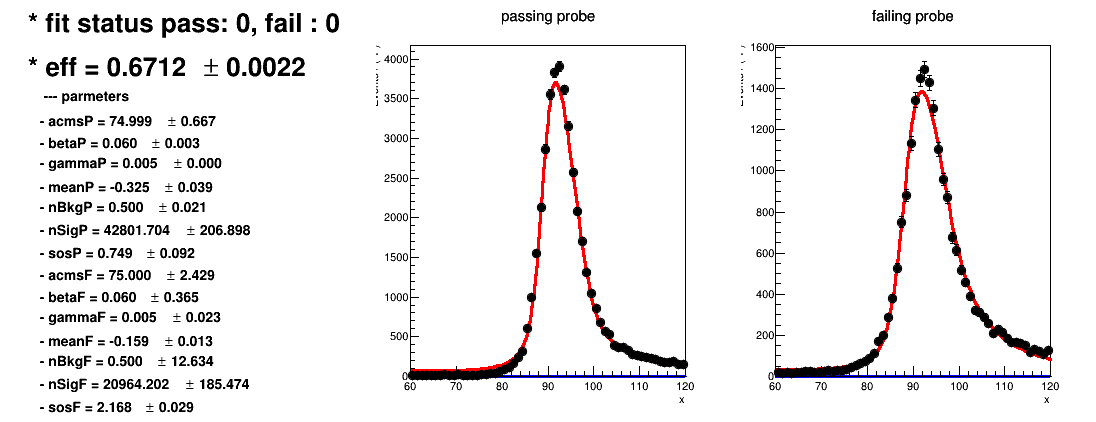 * fit status pass: 0, fail : 0
* eff = 0.6712 ± 0.0022
--- parmeters
- acmsP = 74.999 ± 0.667
- betaP = 0.060 ± 0.003
- gammaP = 0.005 ± 0.000
- meanP = -0.325 ± 0.039
- nBkgP = 0.500 ± 0.021
- nSigP = 42801.704 ± 206.898
- sosP = 0.749 ± 0.092
- acmsF = 75.000 ± 2.429
- betaF = 0.060 ± 0.365
- gammaF = 0.005 ± 0.023
- meanF = -0.159 ± 0.013
- nBkgF = 0.500 ± 12.634
- nSigF = 20964.202 ± 185.474
- sosF = 2.168 ± 0.029
passing probe
4000
3500
3000
2500
2000
1500
1000
500
0
60 70 80 90 100 110 120
x
failing probe
1600
1400
1200
1000
800
600
400
200
0
60 70 80 90 100 110 120
x